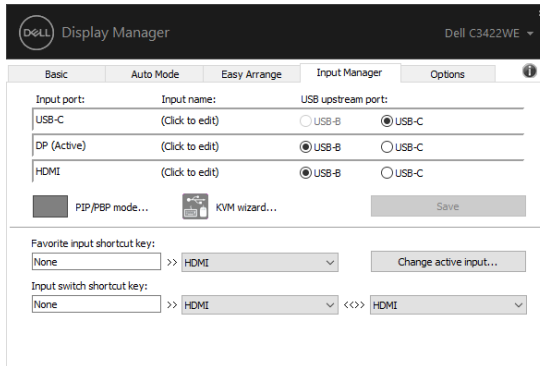 DELL Display Manager Dell C3422WE
Basic Auto Mode Easy Arrange Input Manager Options
Input port: Input name: USB upstream port:
USB-C (Click to edit) USB-B USB-C
DP (Active) (Click to edit) USB-B USB-C
HDMI (Click to edit) USB-B USB-C
PIP/PBP mode... KVM wizard... Save
Favorite input shortcut key:
None >> HDMI Change active input...
Input switch shortcut key:
None >> HDMI <<>> HDMI